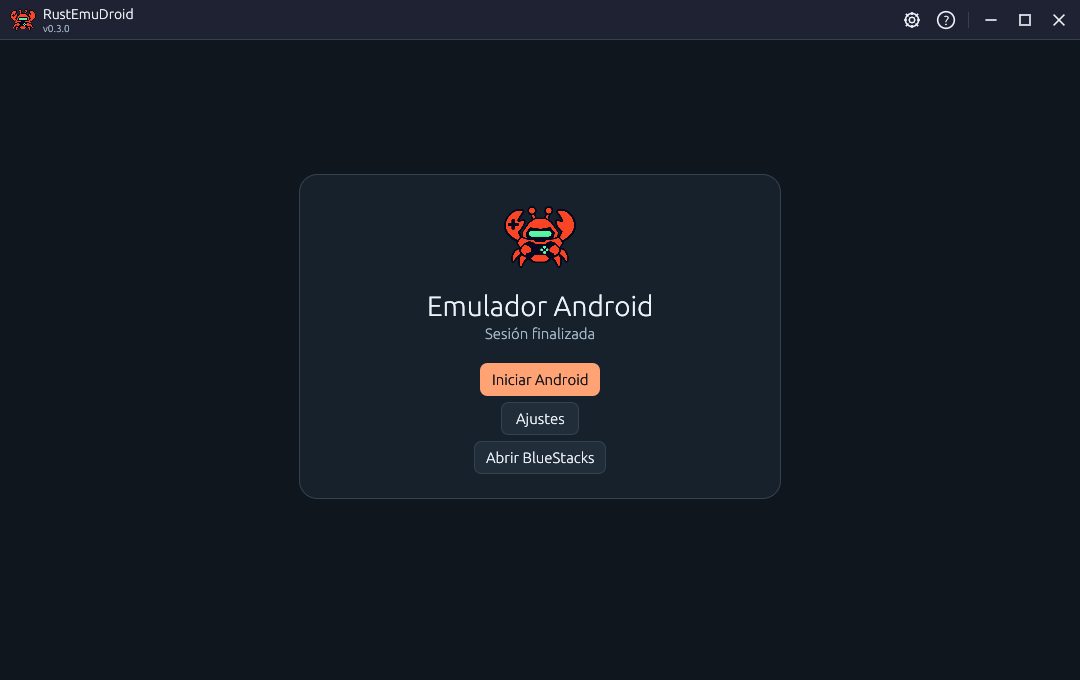 RustEmuDroid
v0.3.0
Emulador Android
Sesión finalizada
Iniciar Android
Ajustes
Abrir BlueStacks